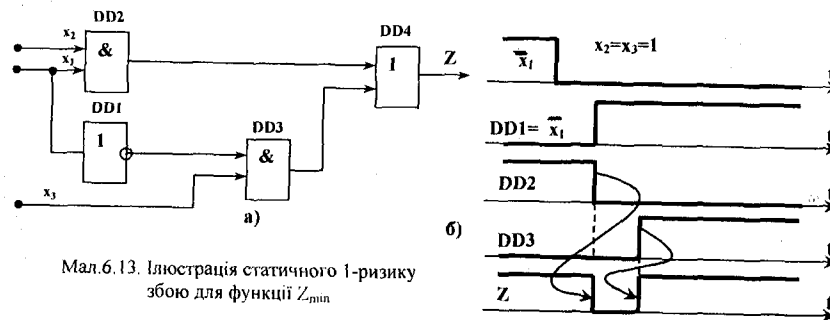 DD2
x₂
x₁
&
DD1
1
DD3
&
x₃
DD4
1
Z
а)
Мал.6.13. Ілюстрація статичного 1-ризику
збою для функції Z_min
x̅₁
x₂=x₃=1
t
DD1= x̅₁
t
DD2
t
б)
DD3
t
Z
t